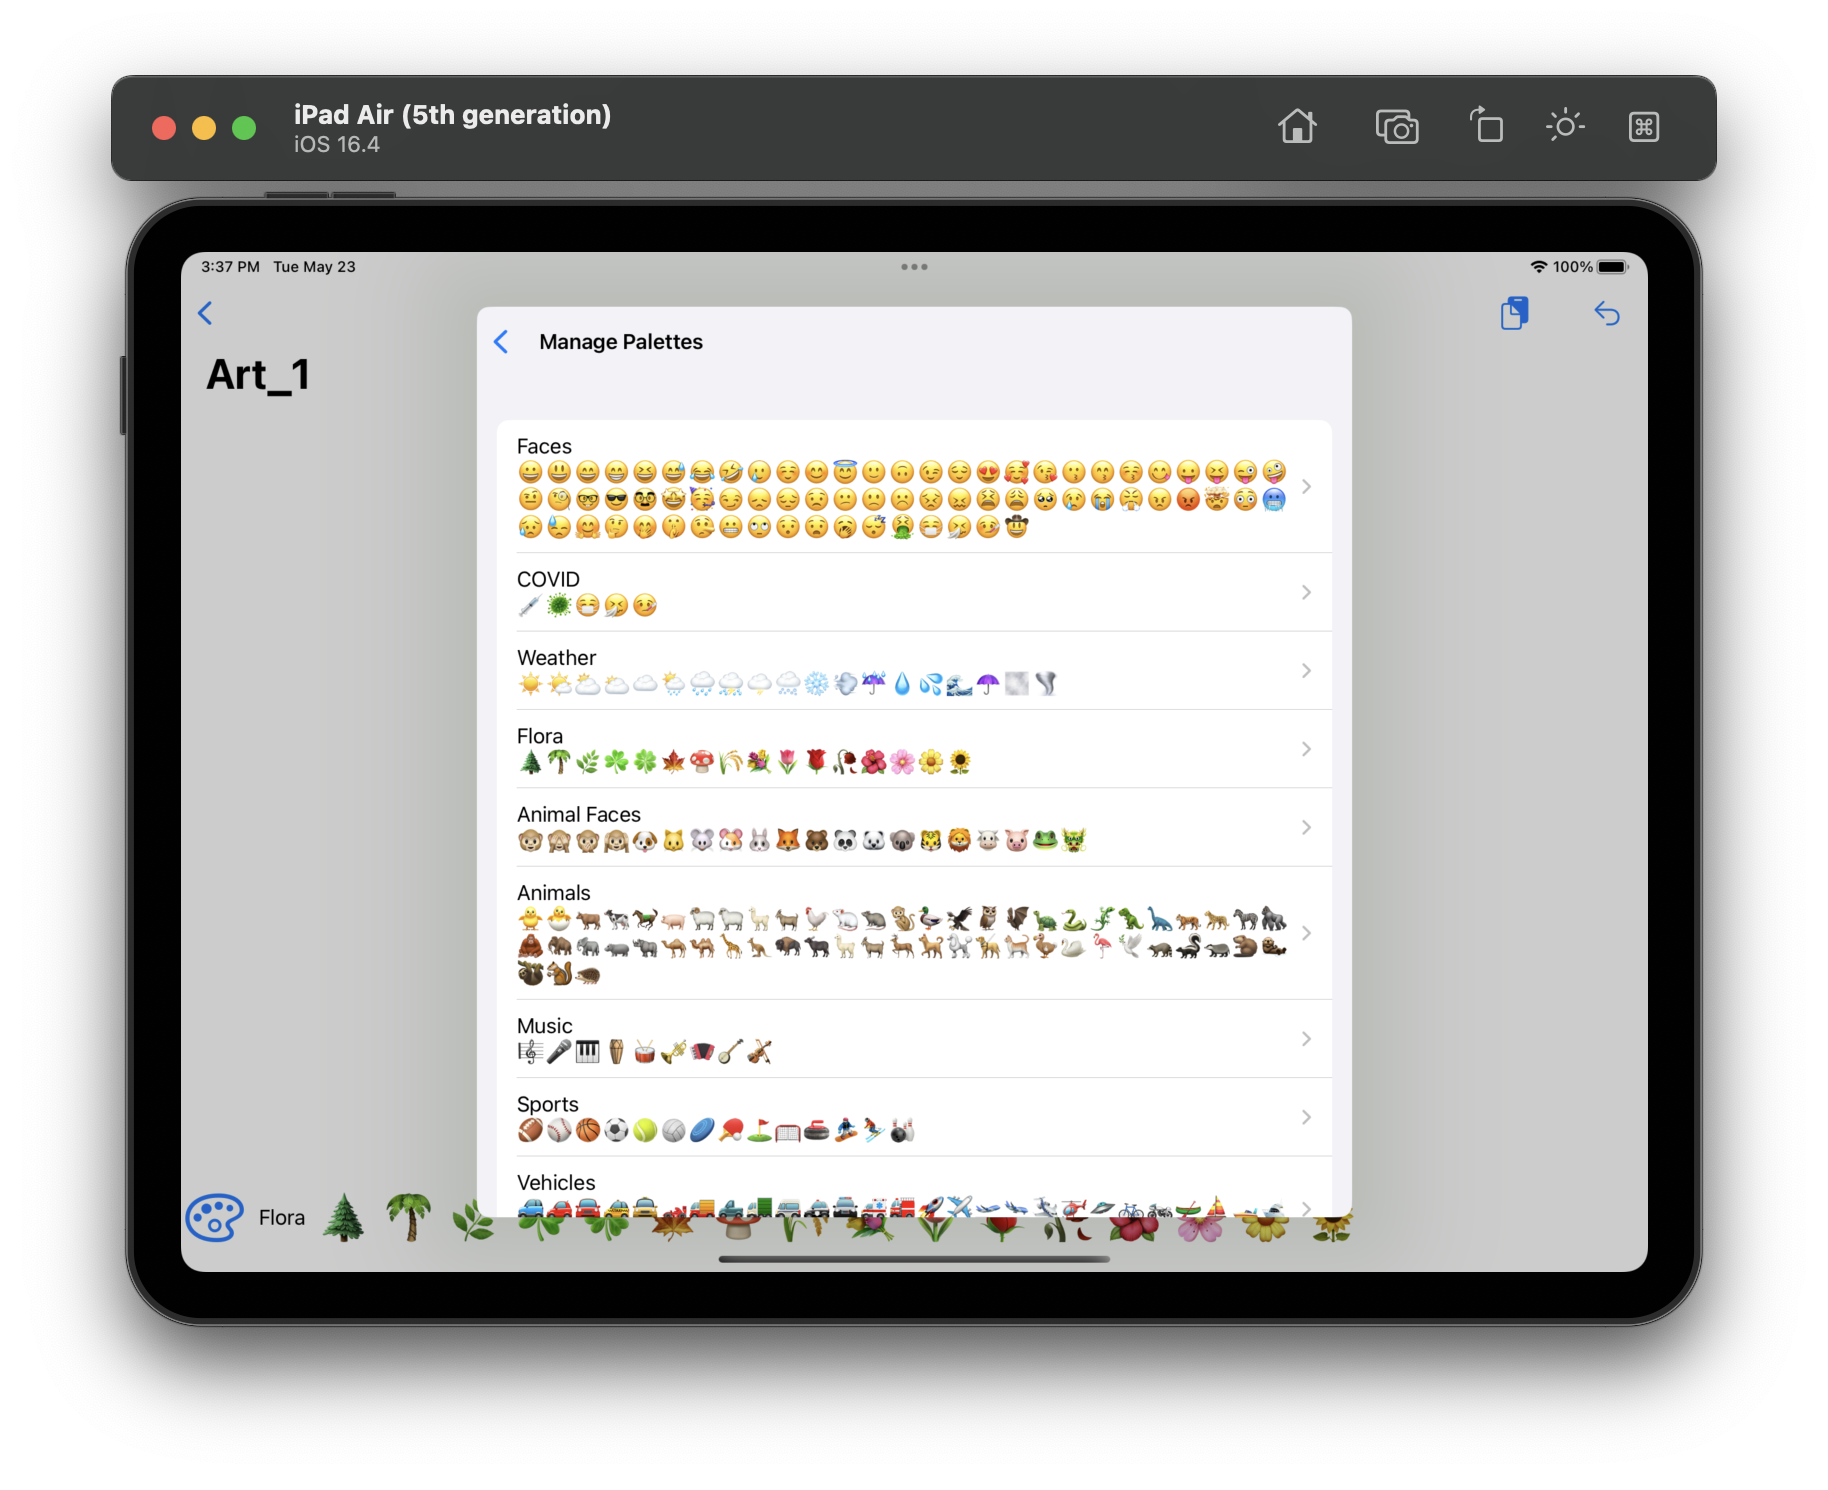 iPad Air (5th generation)
iOS 16.4
3:37 PM Tue May 23
100%
Manage Palettes
Art_1
Faces
COVID
Weather
Flora
Animal Faces
Animals
Music
Sports
Vehicles
Flora